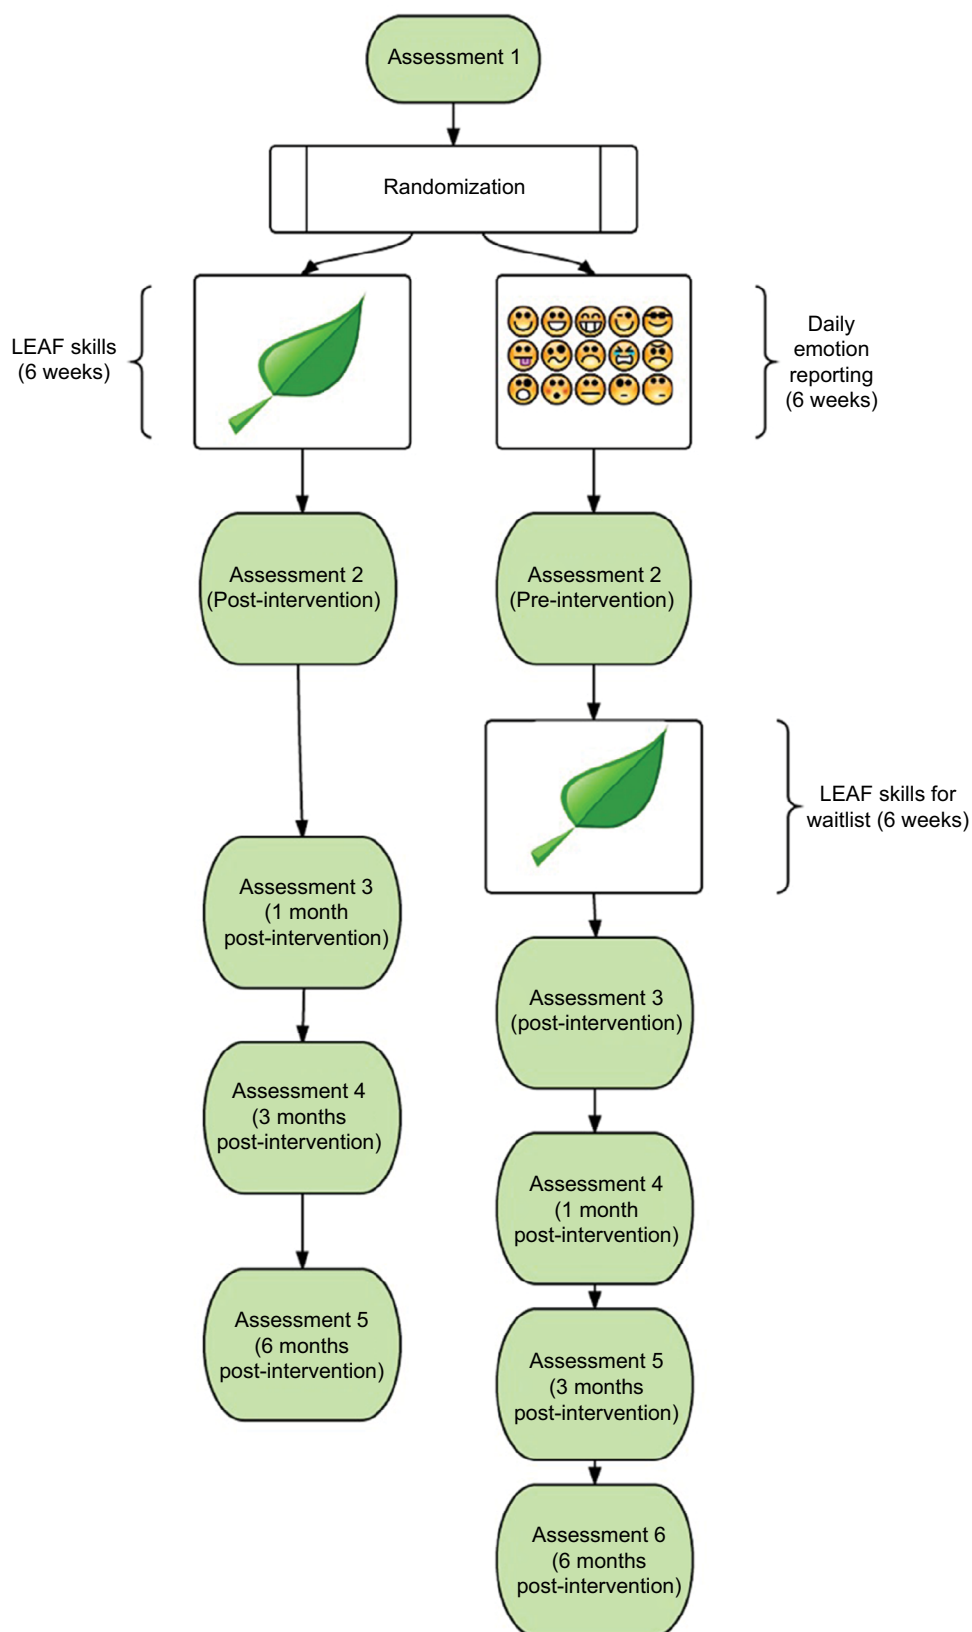 Assessment 1
Randomization
LEAF skills
(6 weeks)
Daily
emotion
reporting
(6 weeks)
Assessment 2
(Post-intervention)
Assessment 2
(Pre-intervention)
LEAF skills for
waitlist (6 weeks)
Assessment 3
(1 month
post-intervention)
Assessment 3
(post-intervention)
Assessment 4
(3 months
post-intervention)
Assessment 4
(1 month
post-intervention)
Assessment 5
(6 months
post-intervention)
Assessment 5
(3 months
post-intervention)
Assessment 6
(6 months
post-intervention)